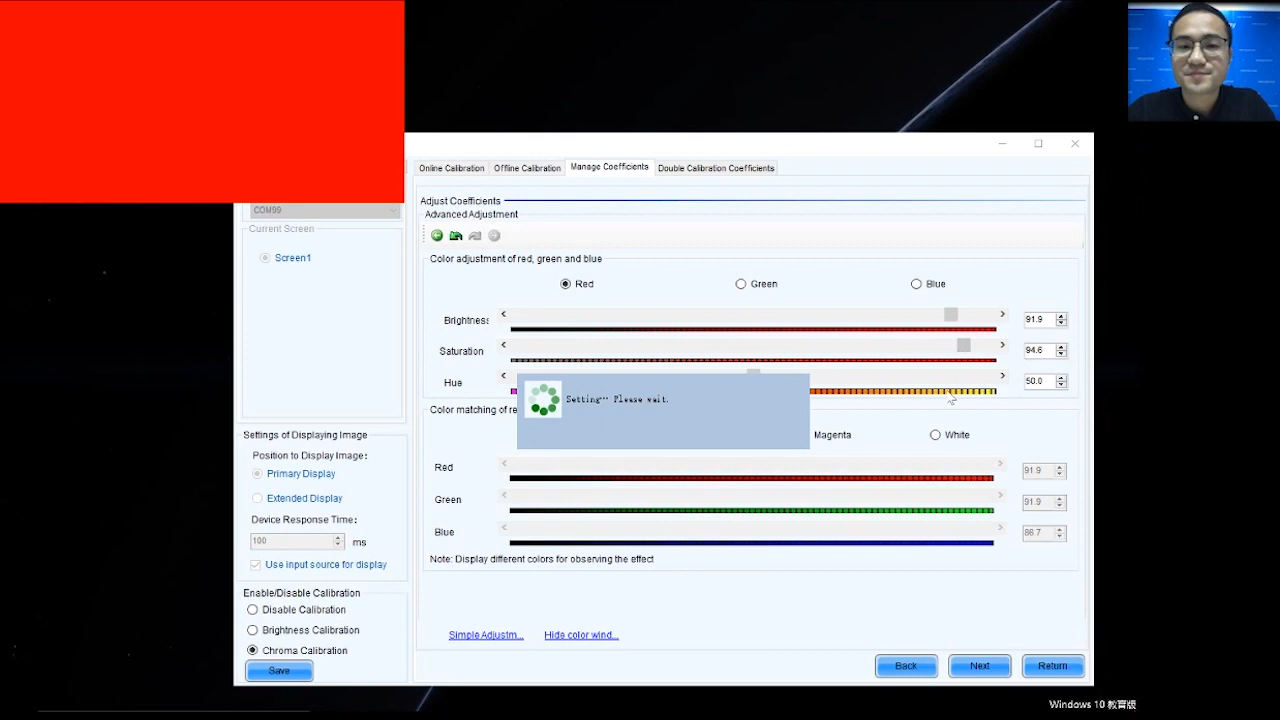 Online Calibration Offline Calibration Manage Coefficients Double Calibration Coefficients
Adjust Coefficients
Advanced Adjustment
COM99
Current Screen
Screen1
Color adjustment of red, green and blue
Red Green Blue
Brightness 91.9
Saturation 94.6
Hue 50.0
Setting… Please wait.
Color matching of re
Magenta White
Red 91.9
Green 91.9
Blue 86.7
Note: Display different colors for observing the effect
Settings of Displaying Image
Position to Display Image:
Primary Display
Extended Display
Device Response Time:
100 ms
Use input source for display
Enable/Disable Calibration
Disable Calibration
Brightness Calibration
Chroma Calibration
Save
Simple Adjustm... Hide color wind...
Back Next Return
Windows 10 教育版